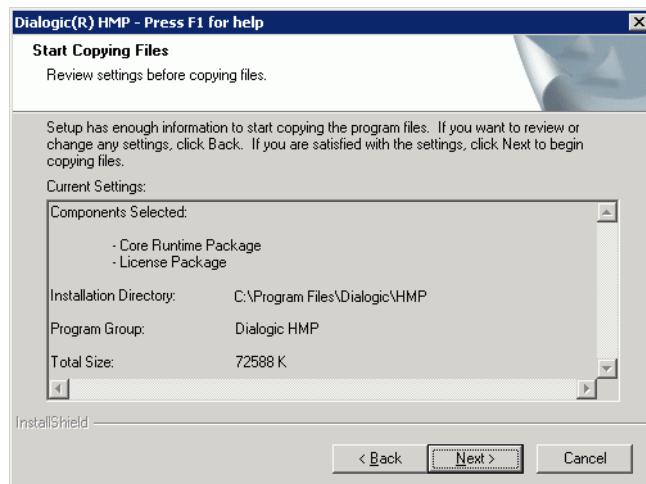 Dialogic(R) HMP - Press F1 for help
Start Copying Files
Review settings before copying files.
Setup has enough information to start copying the program files. If you want to review or
change any settings, click Back. If you are satisfied with the settings, click Next to begin
copying files.
Current Settings:
Components Selected:
- Core Runtime Package
- License Package
Installation Directory: C:\Program Files\Dialogic\HMP
Program Group: Dialogic HMP
Total Size: 72588 K
InstallShield
< Back Next > Cancel